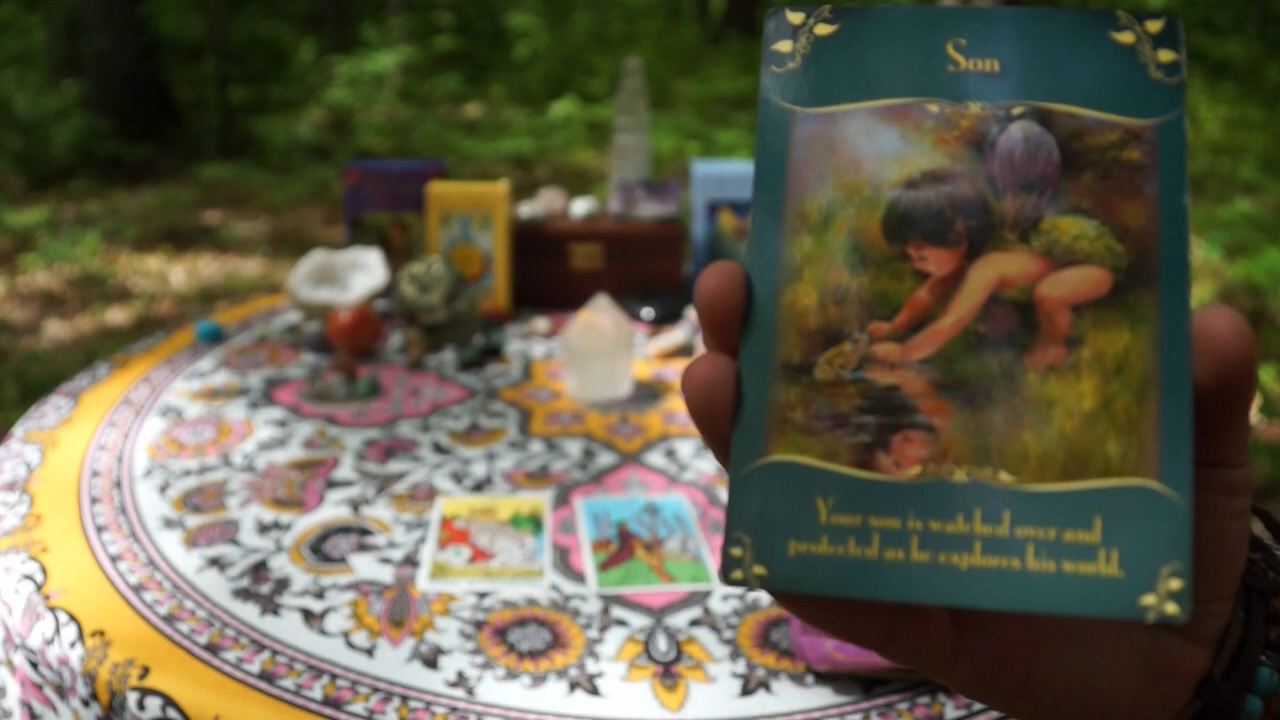 Son
Your son is watched over and
protected as he explores his world.